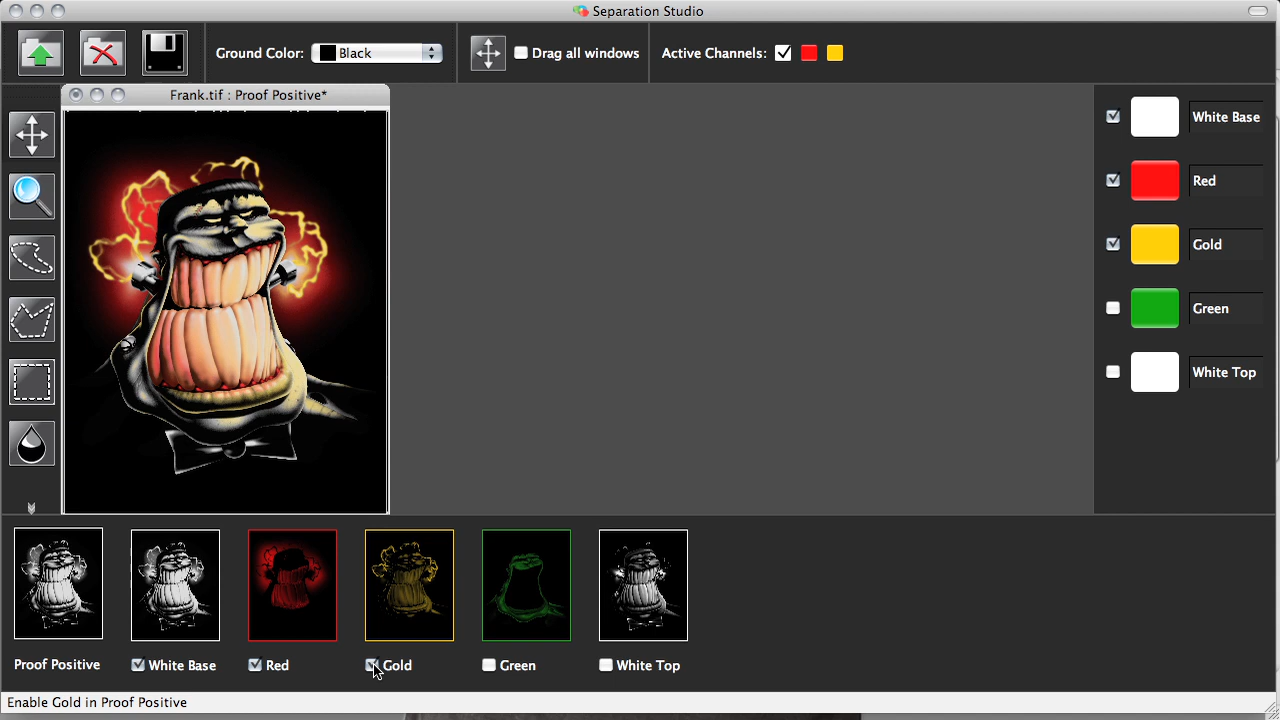 Separation Studio
Ground Color: Black Drag all windows Active Channels:
Frank.tif : Proof Positive*
White Base
Red
Gold
Green
White Top
Proof Positive White Base Red Gold Green White Top
Enable Gold in Proof Positive